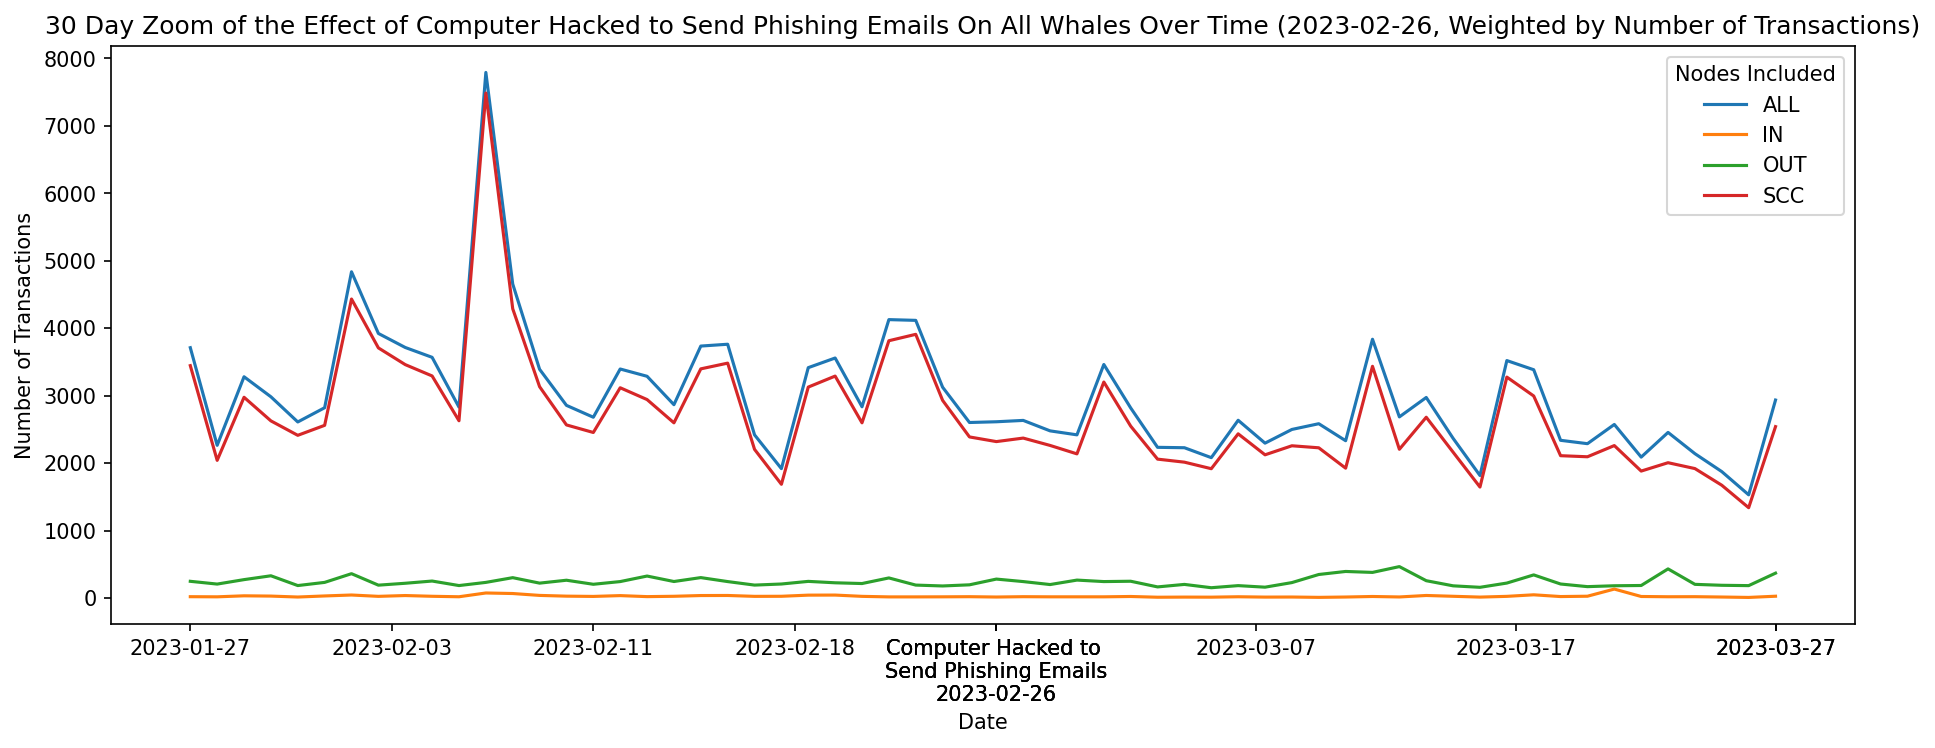 30 Day Zoom of the Effect of Computer Hacked to Send Phishing Emails On All Whales Over Time (2023-02-26, Weighted by Number of Transactions)
Nodes Included
ALL
IN
OUT
SCC
Number of Transactions
8000
7000
6000
5000
4000
3000
2000
1000
0
2023-01-27
2023-02-03
2023-02-11
2023-02-18
Computer Hacked to
Send Phishing Emails
2023-02-26
2023-03-07
2023-03-17
2023-03-27
Date